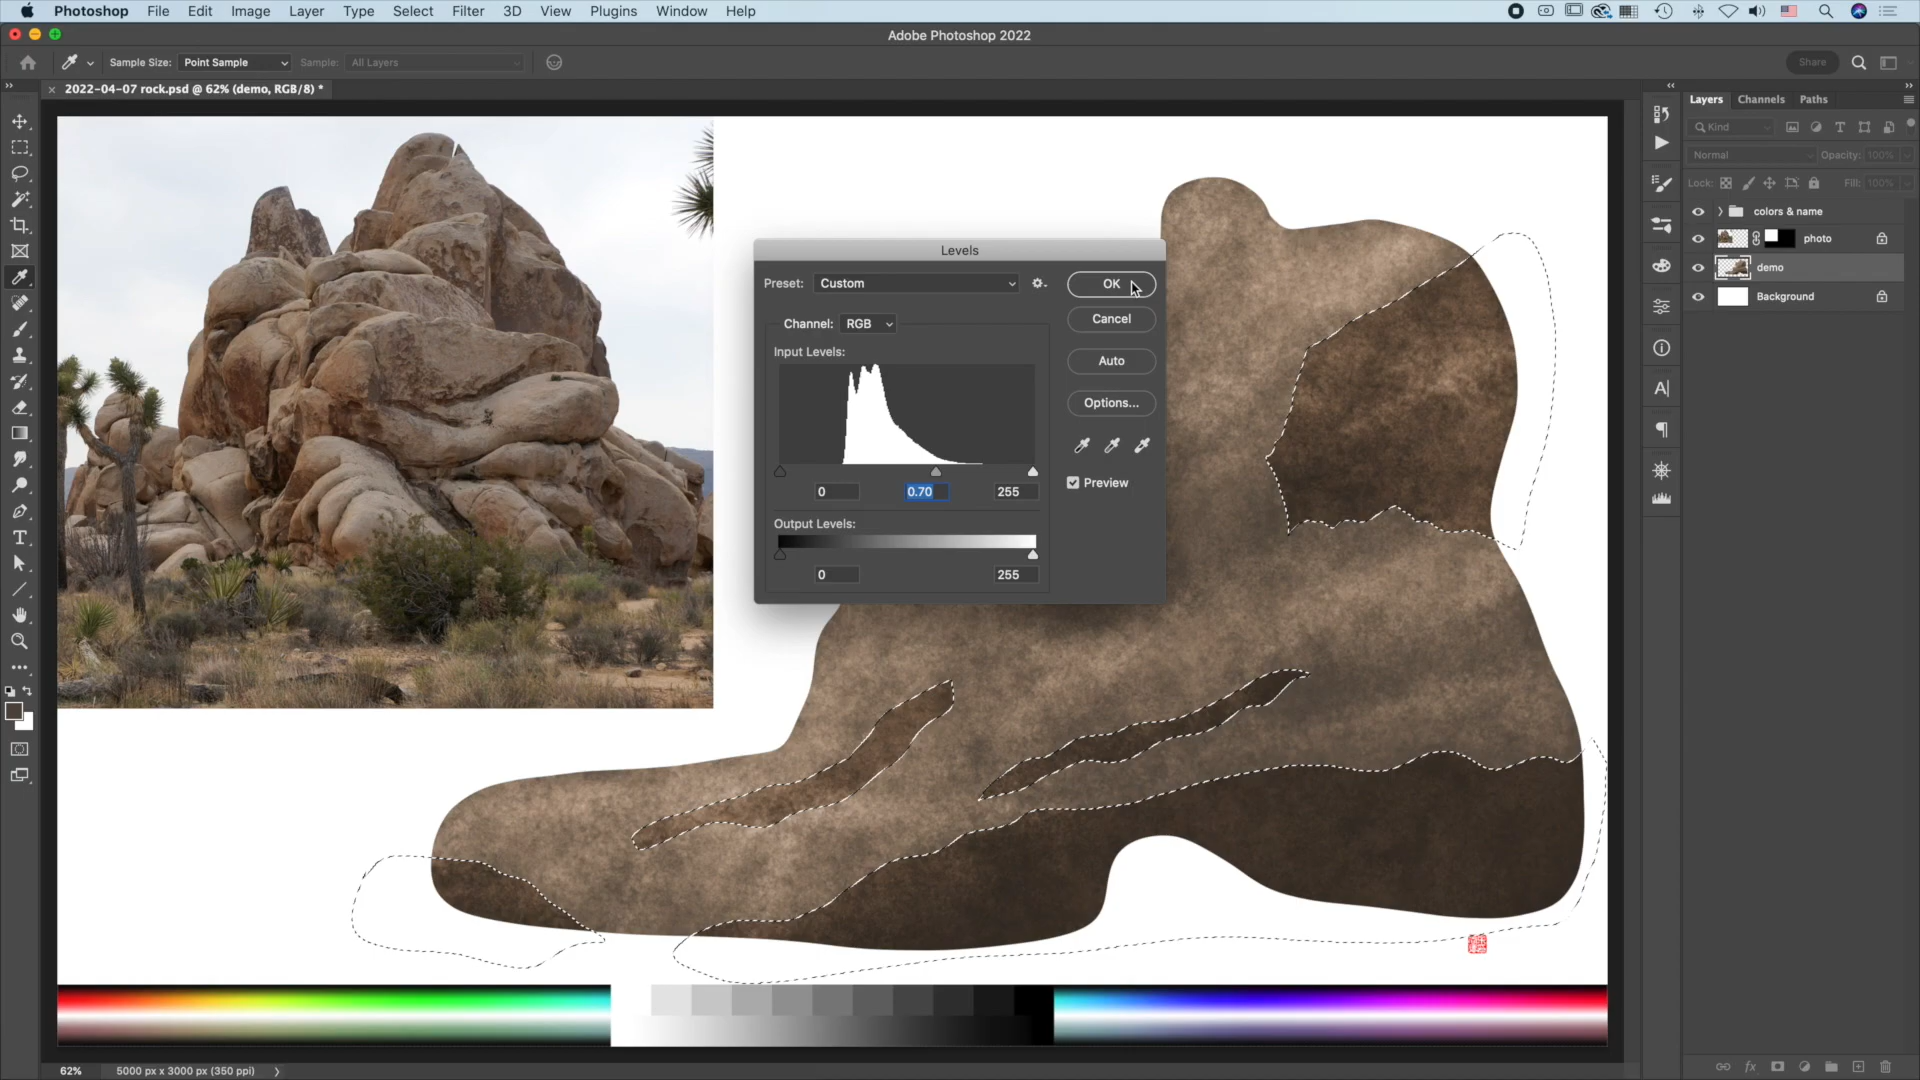 Photoshop File Edit Image Layer Type Select Filter 3D View Plugins Window Help
Adobe Photoshop 2022
Sample Size: Point Sample Sample: All Layers Share
2022-04-07 rock.psd @ 62% (demo, RGB/8) *
Layers Channels Paths
Kind
Normal Opacity: 100%
Lock: Fill: 100%
colors & name
photo
demo
Background
Levels
Preset: Custom OK
Cancel
Channel: RGB
Input Levels:
Auto
Options...
Preview
0 0.70 255
Output Levels:
0 255
62% 5000 px x 3000 px (350 ppi)